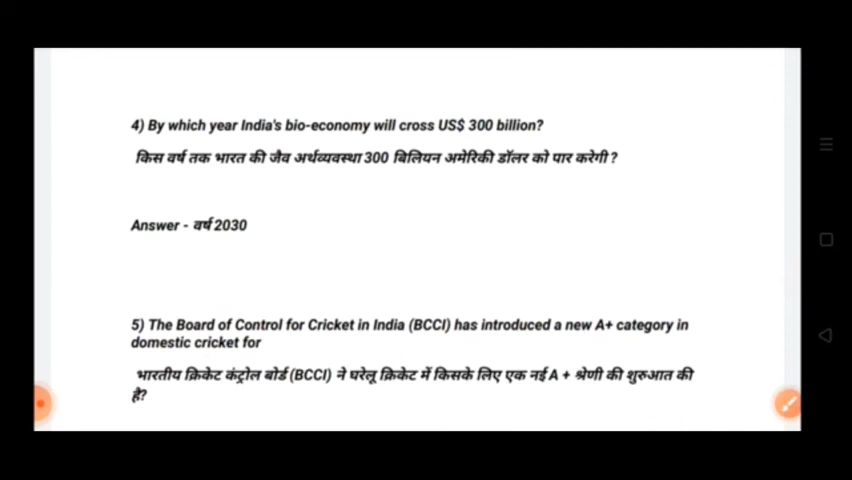 4) By which year India's bio-economy will cross US$ 300 billion?
किस वर्ष तक भारत की जैव अर्थव्यवस्था 300 बिलियन अमेरिकी डॉलर को पार करेगी ?
Answer - वर्ष 2030
5) The Board of Control for Cricket in India (BCCI) has introduced a new A+ category in
domestic cricket for
भारतीय क्रिकेट कंट्रोल बोर्ड (BCCI) ने घरेलू क्रिकेट में किसके लिए एक नई A + श्रेणी की शुरुआत की
है?